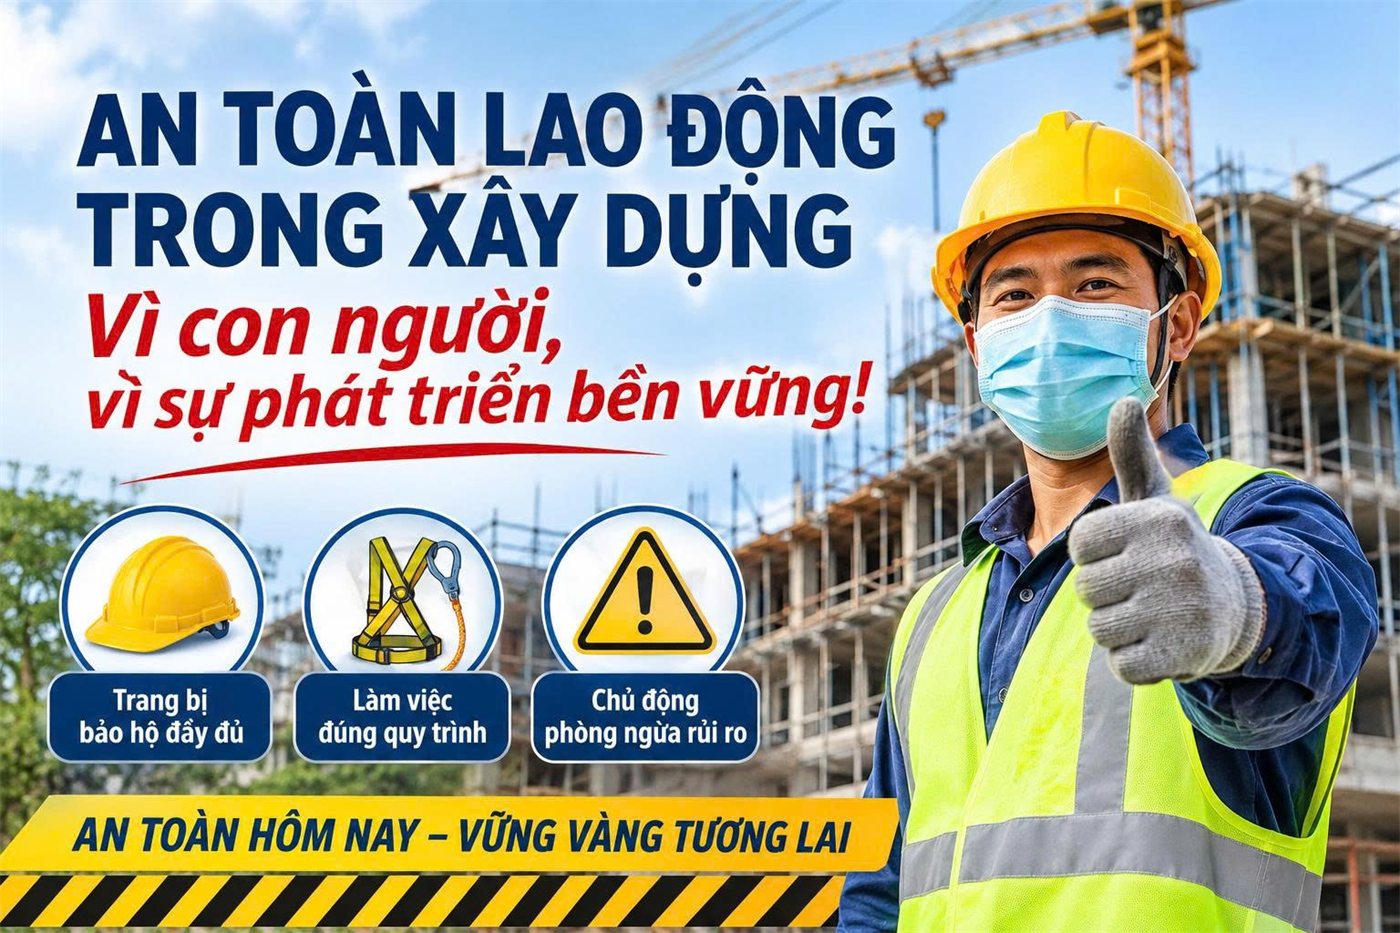 AN TOÀN LAO ĐỘNG
TRONG XÂY DỰNG
Vì con người,
vì sự phát triển bền vững!
Trang bị
bảo hộ đầy đủ
Làm việc
đúng quy trình
Chủ động
phòng ngừa rủi ro
AN TOÀN HÔM NAY – VỮNG VÀNG TƯƠNG LAI